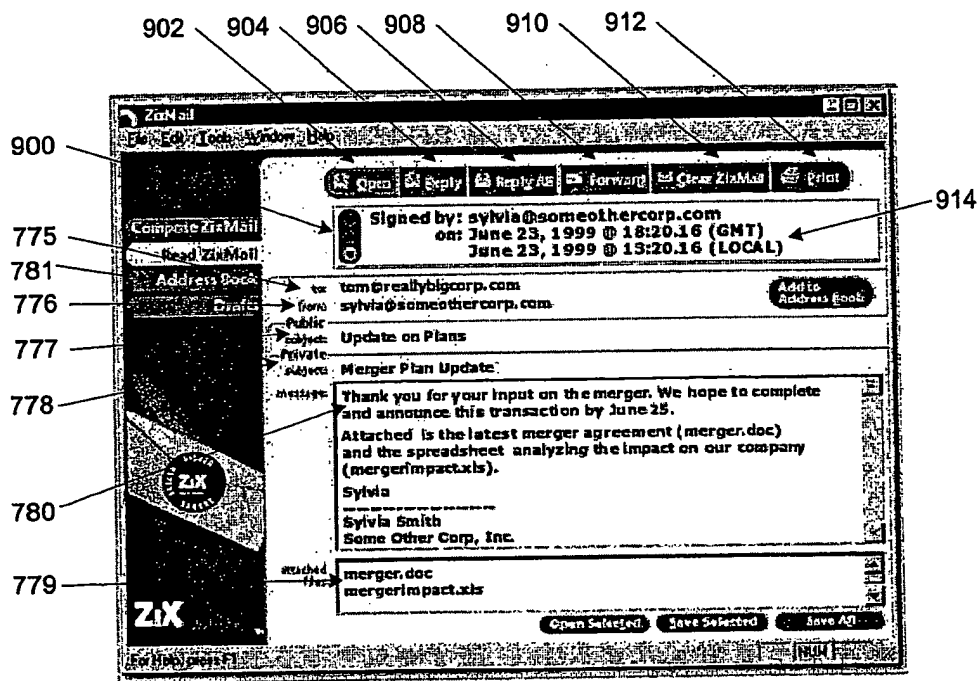 902 904 906 908 910 912
ZixMail
File Edit Tools Window Help
900
Open Reply Reply All Forward Clear ZixMail Print
914
Signed by: sylvia@someothercorp.com
on: June 23, 1999 @ 18:20.16 (GMT)
June 23, 1999 @ 13:20.16 (LOCAL)
Compose ZixMail
775
Read ZixMail
781
Address Book
to: tom@reallybigcorp.com
776
Drafts
from: sylvia@someothercorp.com
Add to
Address Book
Public
777
subject: Update on Plans
Private
subject: Merger Plan Update
778
message: Thank you for your input on the merger. We hope to complete
and announce this transaction by June 25.
Attached is the latest merger agreement (merger.doc)
and the spreadsheet analyzing the impact on our company
(mergerimpact.xls).
ZiX
780
Sylvia
Sylvia Smith
Some Other Corp, Inc.
779
attached
files
merger.doc
mergerimpact.xls
ZiX
Open Selected Save Selected Save All
For Help, press F1
NUM